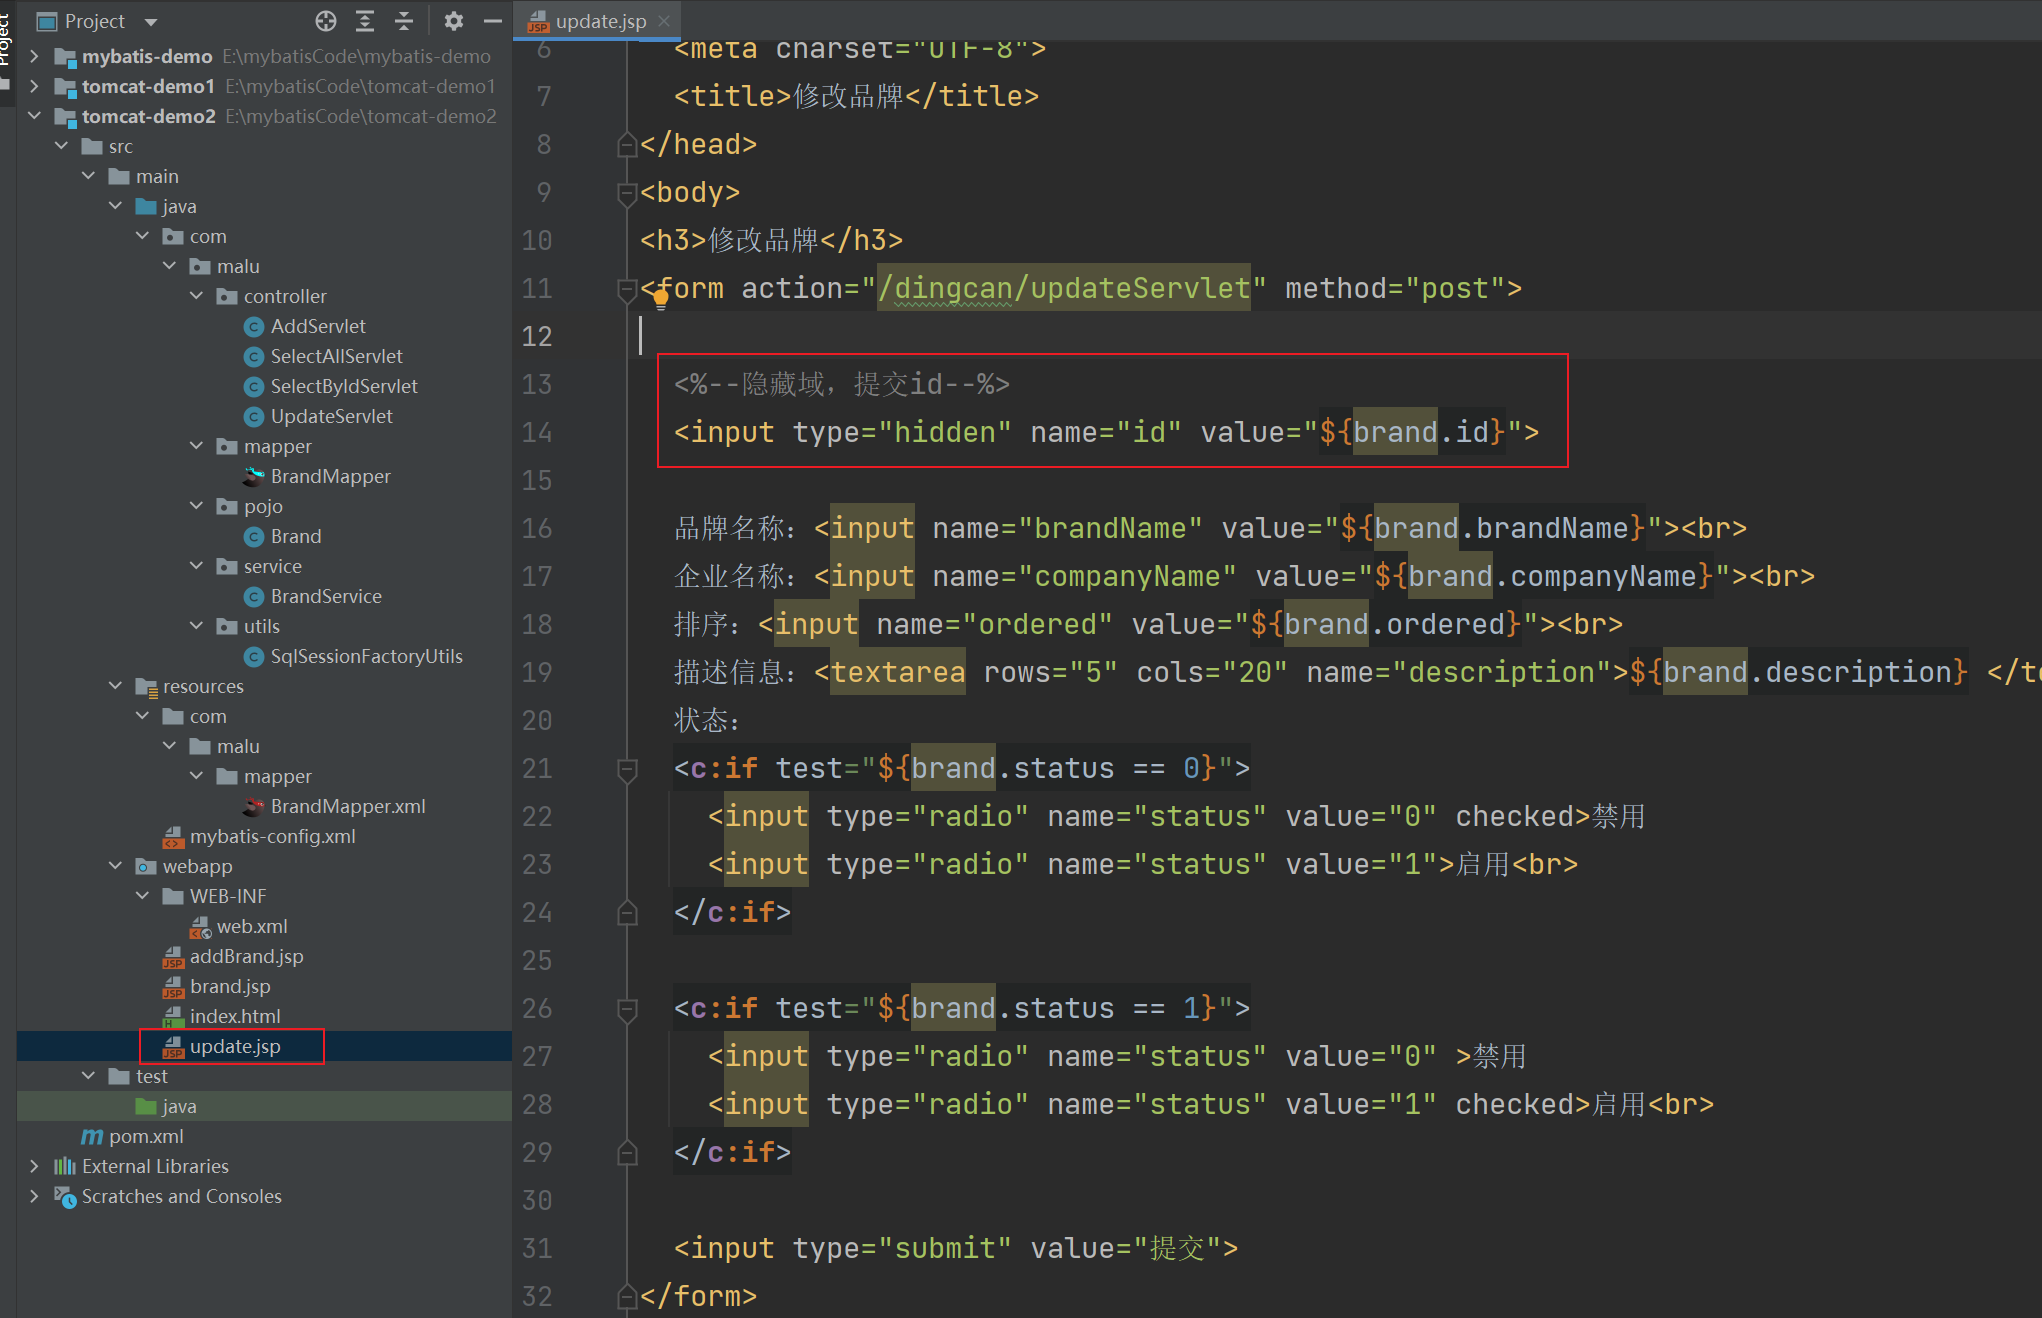 Project
Project
mybatis-demo E:\mybatisCode\mybatis-demo
tomcat-demo1 E:\mybatisCode\tomcat-demo1
tomcat-demo2 E:\mybatisCode\tomcat-demo2
src
main
java
com
malu
controller
AddServlet
SelectAllServlet
SelectByIdServlet
UpdateServlet
mapper
BrandMapper
pojo
Brand
service
BrandService
utils
SqlSessionFactoryUtils
resources
com
malu
mapper
BrandMapper.xml
mybatis-config.xml
webapp
WEB-INF
web.xml
addBrand.jsp
brand.jsp
index.html
update.jsp
test
java
pom.xml
External Libraries
Scratches and Consoles
update.jsp
6 <meta charset="UTF-8">
7 <title>修改品牌</title>
8 </head>
9 <body>
10 <h3>修改品牌</h3>
11 <form action="/dingcan/updateServlet" method="post">
12
13 <%--隐藏域，提交id--%>
14 <input type="hidden" name="id" value="${brand.id}">
15
16 品牌名称：<input name="brandName" value="${brand.brandName}"><br>
17 企业名称：<input name="companyName" value="${brand.companyName}"><br>
18 排序：<input name="ordered" value="${brand.ordered}"><br>
19 描述信息：<textarea rows="5" cols="20" name="description">${brand.description} </te
20 状态：
21 <c:if test="${brand.status == 0}">
22 <input type="radio" name="status" value="0" checked>禁用
23 <input type="radio" name="status" value="1">启用<br>
24 </c:if>
25
26 <c:if test="${brand.status == 1}">
27 <input type="radio" name="status" value="0" >禁用
28 <input type="radio" name="status" value="1" checked>启用<br>
29 </c:if>
30
31 <input type="submit" value="提交">
32 </form>